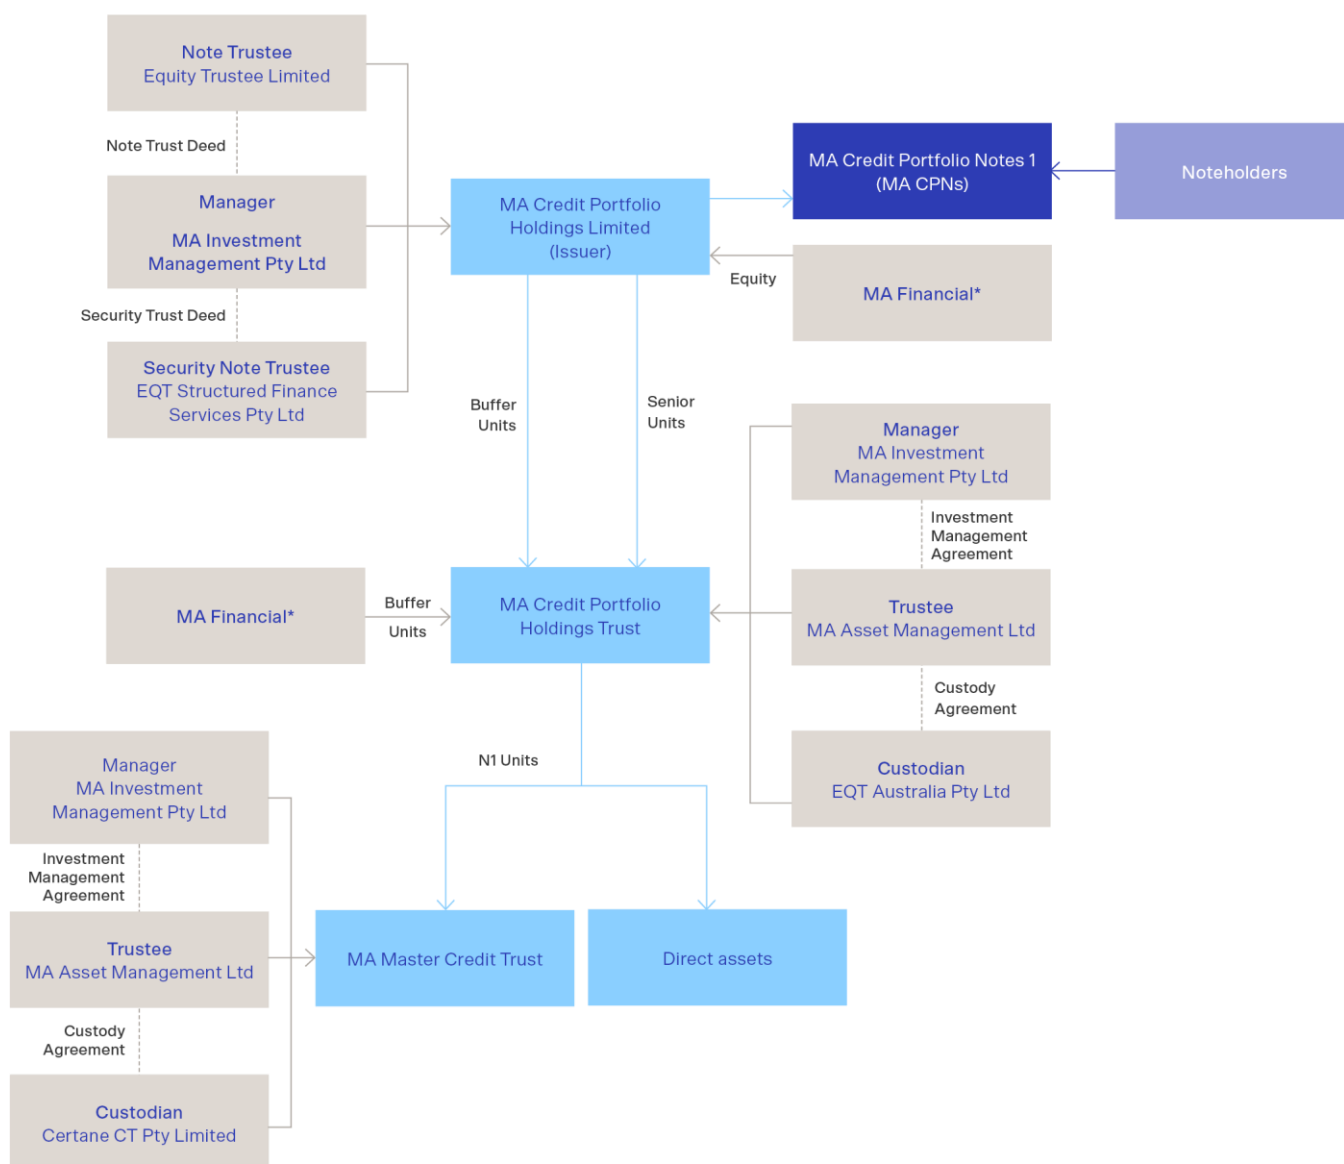 Note Trustee
Equity Trustee Limited
Note Trust Deed
Manager
MA Investment
Management Pty Ltd
Security Trust Deed
Security Note Trustee
EQT Structured Finance
Services Pty Ltd
MA Credit Portfolio
Holdings Limited
(Issuer)
MA Credit Portfolio Notes 1
(MA CPNs)
Noteholders
Equity
MA Financial*
Buffer
Units
Senior
Units
Manager
MA Investment
Management Pty Ltd
Investment
Management
Agreement
Trustee
MA Asset Management Ltd
Custody
Agreement
Custodian
EQT Australia Pty Ltd
MA Financial*
Buffer
Units
MA Credit Portfolio
Holdings Trust
N1 Units
Manager
MA Investment
Management Pty Ltd
Investment
Management
Agreement
Trustee
MA Asset Management Ltd
Custody
Agreement
Custodian
Certane CT Pty Limited
MA Master Credit Trust
Direct assets